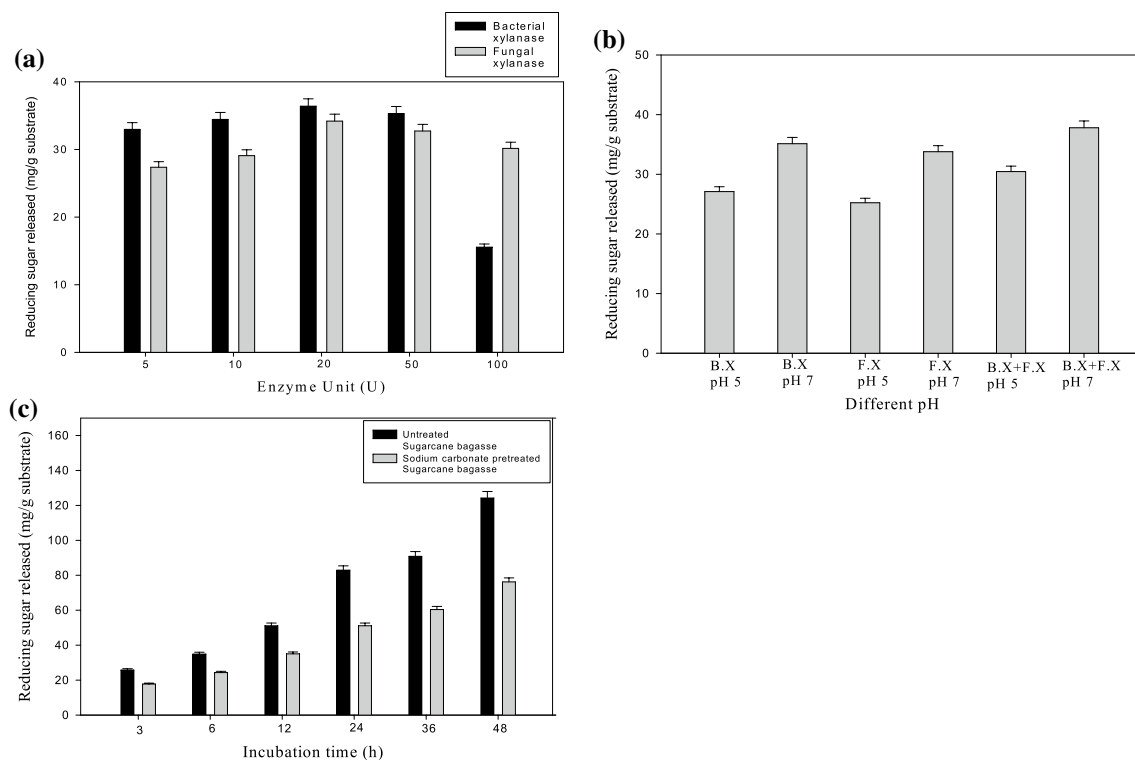 (a)
Bacterial
xylanase
Fungal
xylanase
Reducing sugar released (mg/g substrate)
40
30
20
10
0
5 10 20 50 100
Enzyme Unit (U)
(b)
Reducing sugar released (mg/g substrate)
50
40
30
20
10
0
B.X B.X F.X F.X B.X+F.X B.X+F.X
pH 5 pH 7 pH 5 pH 7 pH 5 pH 7
Different pH
(c)
Untreated
Sugarcane bagasse
Sodium carbonate pretreated
Sugarcane bagasse
Reducing sugar released (mg/g substrate)
160
140
120
100
80
60
40
20
0
3 6 12 24 36 48
Incubation time (h)